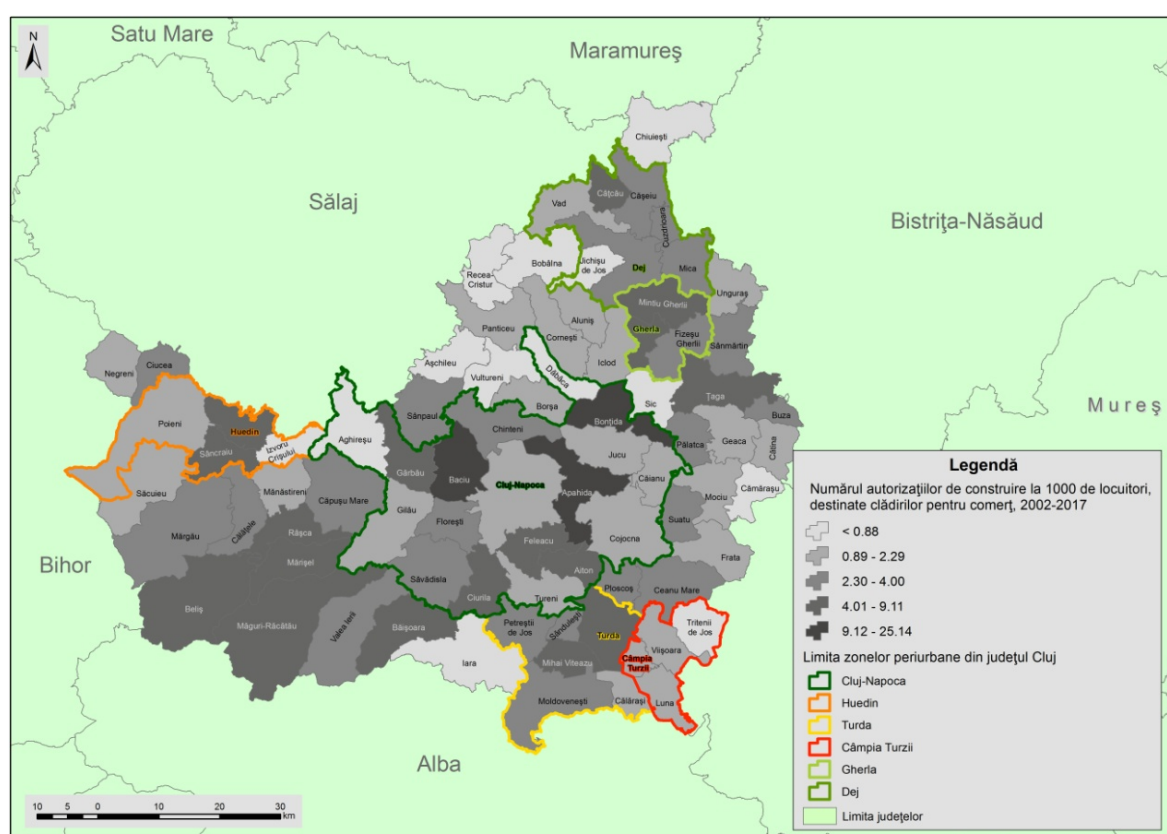 Satu Mare
Maramureş
N
Sălaj
Bistriţa-Năsăud
Mureş
Bihor
Alba
Chiuieşti
Câţcău
Căşeiu
Vad
Cuzdrioara
Bobâlna
Jichişu
de Jos
Dej
Mica
Recea-
Cristur
Unguraş
Mintiu Gherlii
Aluniş
Panticeu
Corneşti
Gherla
Fizeşu
Gherlii
Sânmărtin
Iclod
Aşchileu
Dăbâca
Vultureni
Negreni
Ciucea
Sic
Ţaga
Borşa
Sânpaul
Bonţida
Buza
Poieni
Huedin
Aghireşu
Chinteni
Izvoru
Crişului
Sâncraiu
Jucu
Pălatca
Geaca
Cătina
Gârbău
Baciu
Cluj-Napoca
Apahida
Căianu
Cămăraşu
Săcuieu
Mănăstireni
Căpuşu Mare
Mociu
Gilău
Floreşti
Suatu
Mărgău
Călăţele
Râşca
Feleacu
Cojocna
Frata
Mărişel
Aiton
Săvădisla
Ciurila
Tureni
Ploscoş
Ceanu Mare
Beliş
Măguri-Răcătău
Valea Ierii
Băişoara
Petreştii
de Jos
Sănduleşti
Turda
Tritenii
de Jos
Viişoara
Iara
Mihai Viteazu
Câmpia
Turzii
Moldoveneşti
Călăraşi
Luna
Legendă
Numărul autorizaţiilor de construire la 1000 de locuitori,
destinate clădirilor pentru comerţ, 2002-2017
< 0.88
0.89 - 2.29
2.30 - 4.00
4.01 - 9.11
9.12 - 25.14
Limita zonelor periurbane din judeţul Cluj
Cluj-Napoca
Huedin
Turda
Câmpia Turzii
Gherla
Dej
Limita judeţelor
10 5 0 10 20 30
km